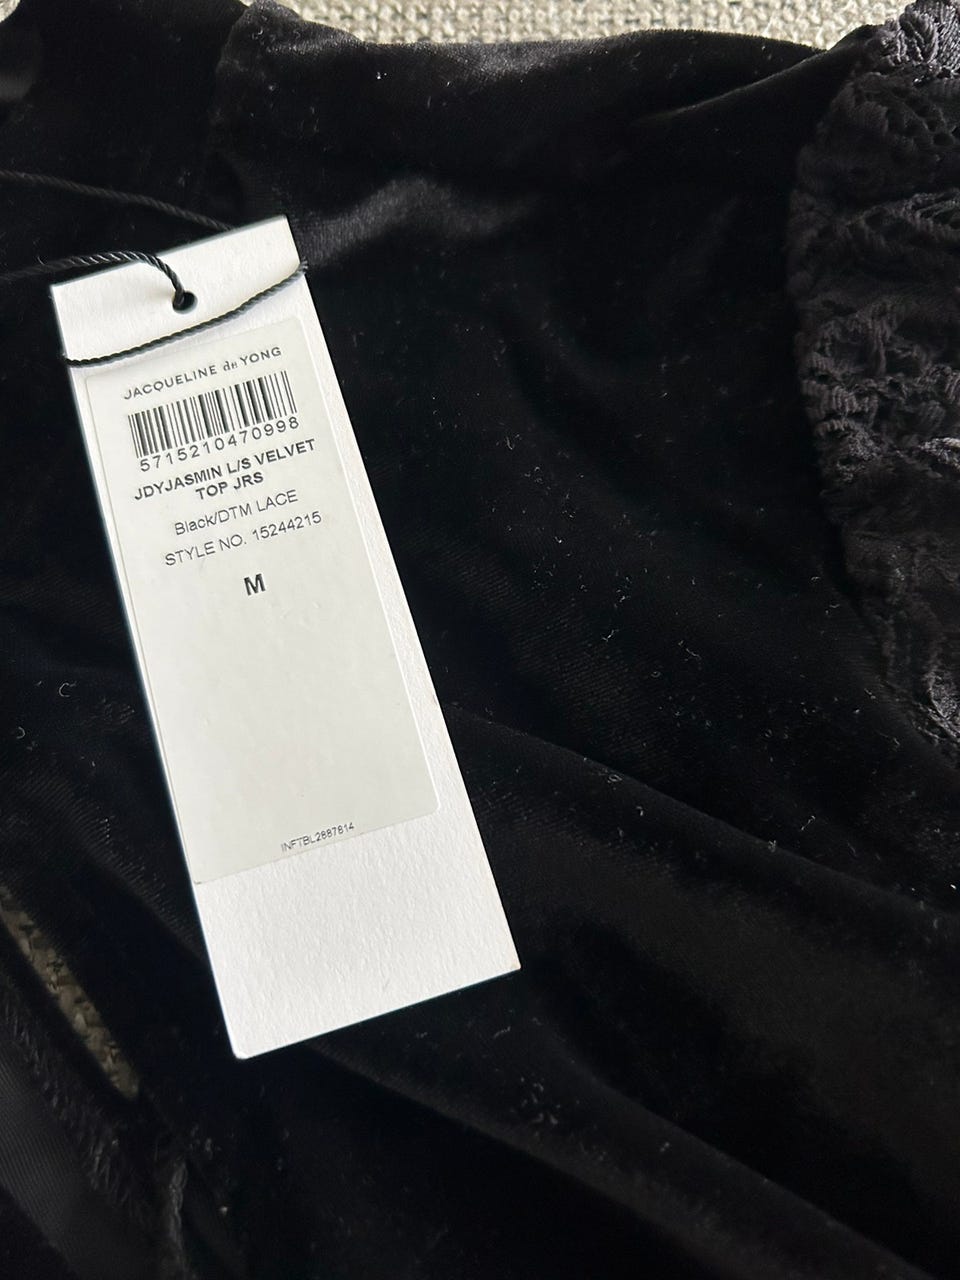 JACQUELINE de YONG
5715210470998
JDYJASMIN L/S VELVET
TOP JRS
Black/DTM LACE
STYLE NO. 15244215
M
INFTBL2887814